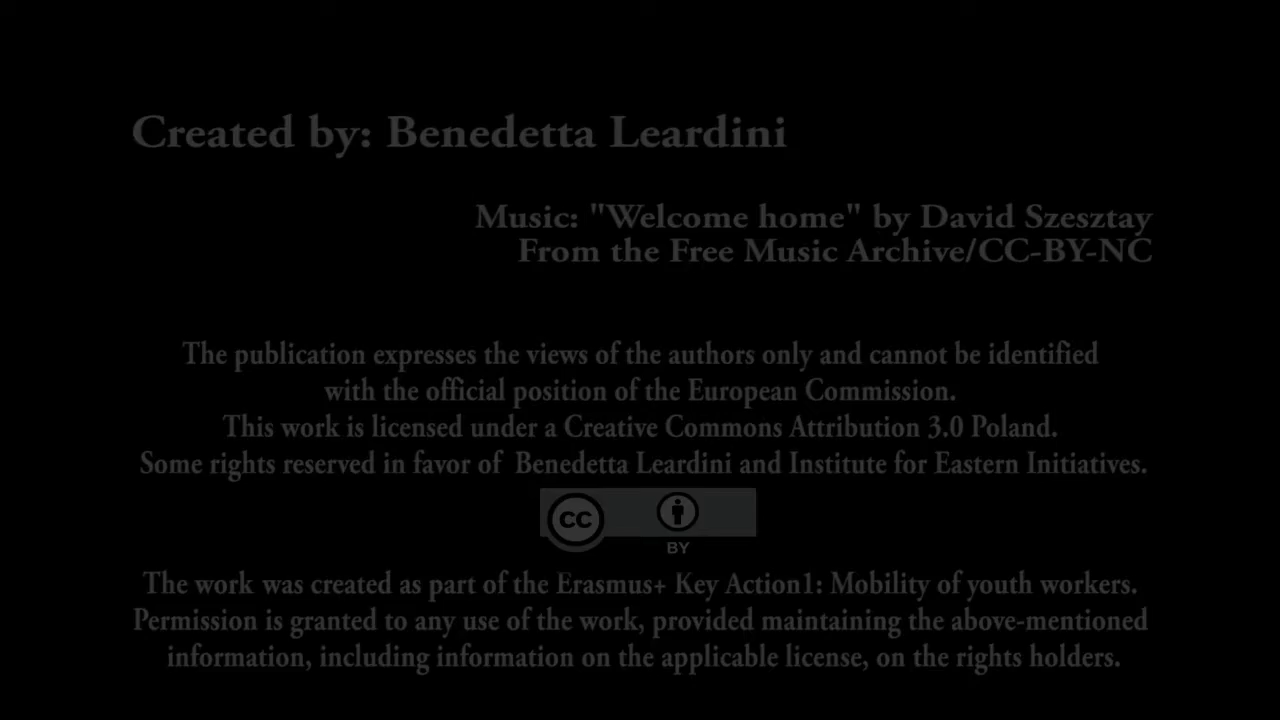 Created by: Benedetta Leardini
Music: "Welcome home" by David Szesztay
From the Free Music Archive/CC-BY-NC
The publication expresses the views of the authors only and cannot be identified
with the official position of the European Commission.
This work is licensed under a Creative Commons Attribution 3.0 Poland.
Some rights reserved in favor of Benedetta Leardini and Institute for Eastern Initiatives.
CC
BY
The work was created as part of the Erasmus+ Key Action1: Mobility of youth workers.
Permission is granted to any use of the work, provided maintaining the above-mentioned
information, including information on the applicable license, on the rights holders.